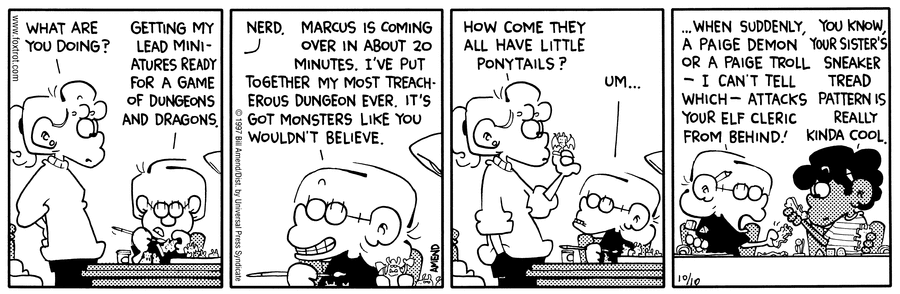 www.foxtrot.com
WHAT ARE
YOU DOING?
GETTING MY
LEAD MINI-
ATURES READY
FOR A GAME
OF DUNGEONS
AND DRAGONS.
NERD.
MARCUS IS COMING
OVER IN ABOUT 20
MINUTES. I'VE PUT
TOGETHER MY MOST TREACH-
EROUS DUNGEON EVER. IT'S
GOT MONSTERS LIKE YOU
WOULDN'T BELIEVE.
© 1997 Bill Amend/Dist. by Universal Press Syndicate
AMEND
HOW COME THEY
ALL HAVE LITTLE
PONYTAILS?
UM...
...WHEN SUDDENLY,
A PAIGE DEMON
OR A PAIGE TROLL
– I CAN'T TELL
WHICH – ATTACKS
YOUR ELF CLERIC
FROM BEHIND!
YOU KNOW,
YOUR SISTER'S
SNEAKER
TREAD
PATTERN IS
REALLY
KINDA COOL.
10/10